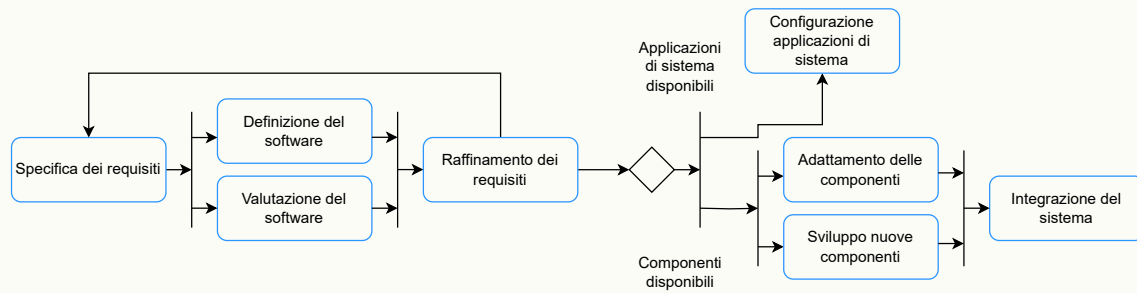 Specifica dei requisiti
Definizione del
software
Valutazione del
software
Raffinamento dei
requisiti
Applicazioni
di sistema
disponibili
Configurazione
applicazioni di
sistema
Adattamento delle
componenti
Sviluppo nuove
componenti
Componenti
disponibili
Integrazione del
sistema